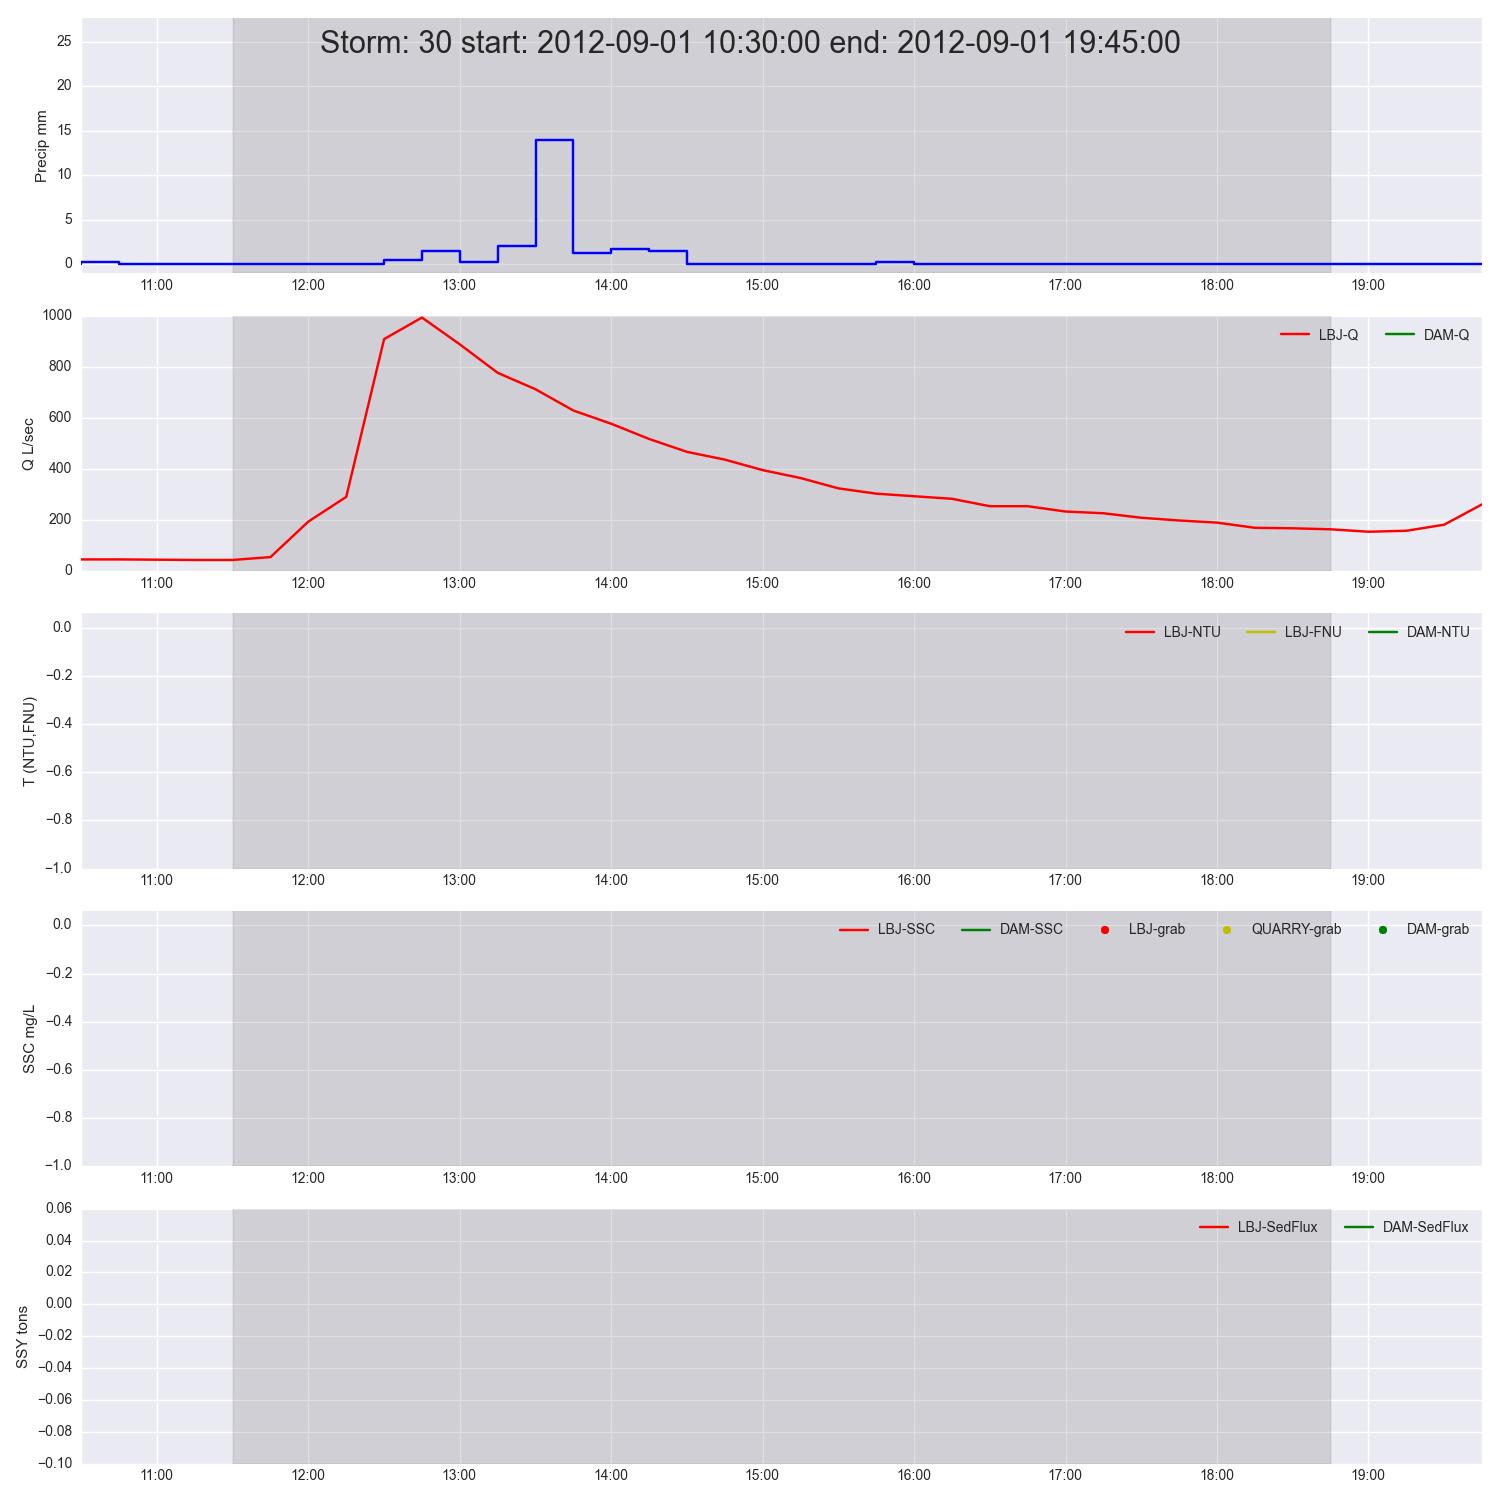 Storm: 30 start: 2012-09-01 10:30:00 end: 2012-09-01 19:45:00
Precip mm
25
20
15
10
5
0
11:00 12:00 13:00 14:00 15:00 16:00 17:00 18:00 19:00
Q L/sec
LBJ-Q DAM-Q
1000
800
600
400
200
0
11:00 12:00 13:00 14:00 15:00 16:00 17:00 18:00 19:00
T (NTU,FNU)
LBJ-NTU LBJ-FNU DAM-NTU
0.0
−0.2
−0.4
−0.6
−0.8
−1.0
11:00 12:00 13:00 14:00 15:00 16:00 17:00 18:00 19:00
SSC mg/L
LBJ-SSC DAM-SSC LBJ-grab QUARRY-grab DAM-grab
0.0
−0.2
−0.4
−0.6
−0.8
−1.0
11:00 12:00 13:00 14:00 15:00 16:00 17:00 18:00 19:00
SSY tons
LBJ-SedFlux DAM-SedFlux
0.06
0.04
0.02
0.00
−0.02
−0.04
−0.06
−0.08
−0.10
11:00 12:00 13:00 14:00 15:00 16:00 17:00 18:00 19:00